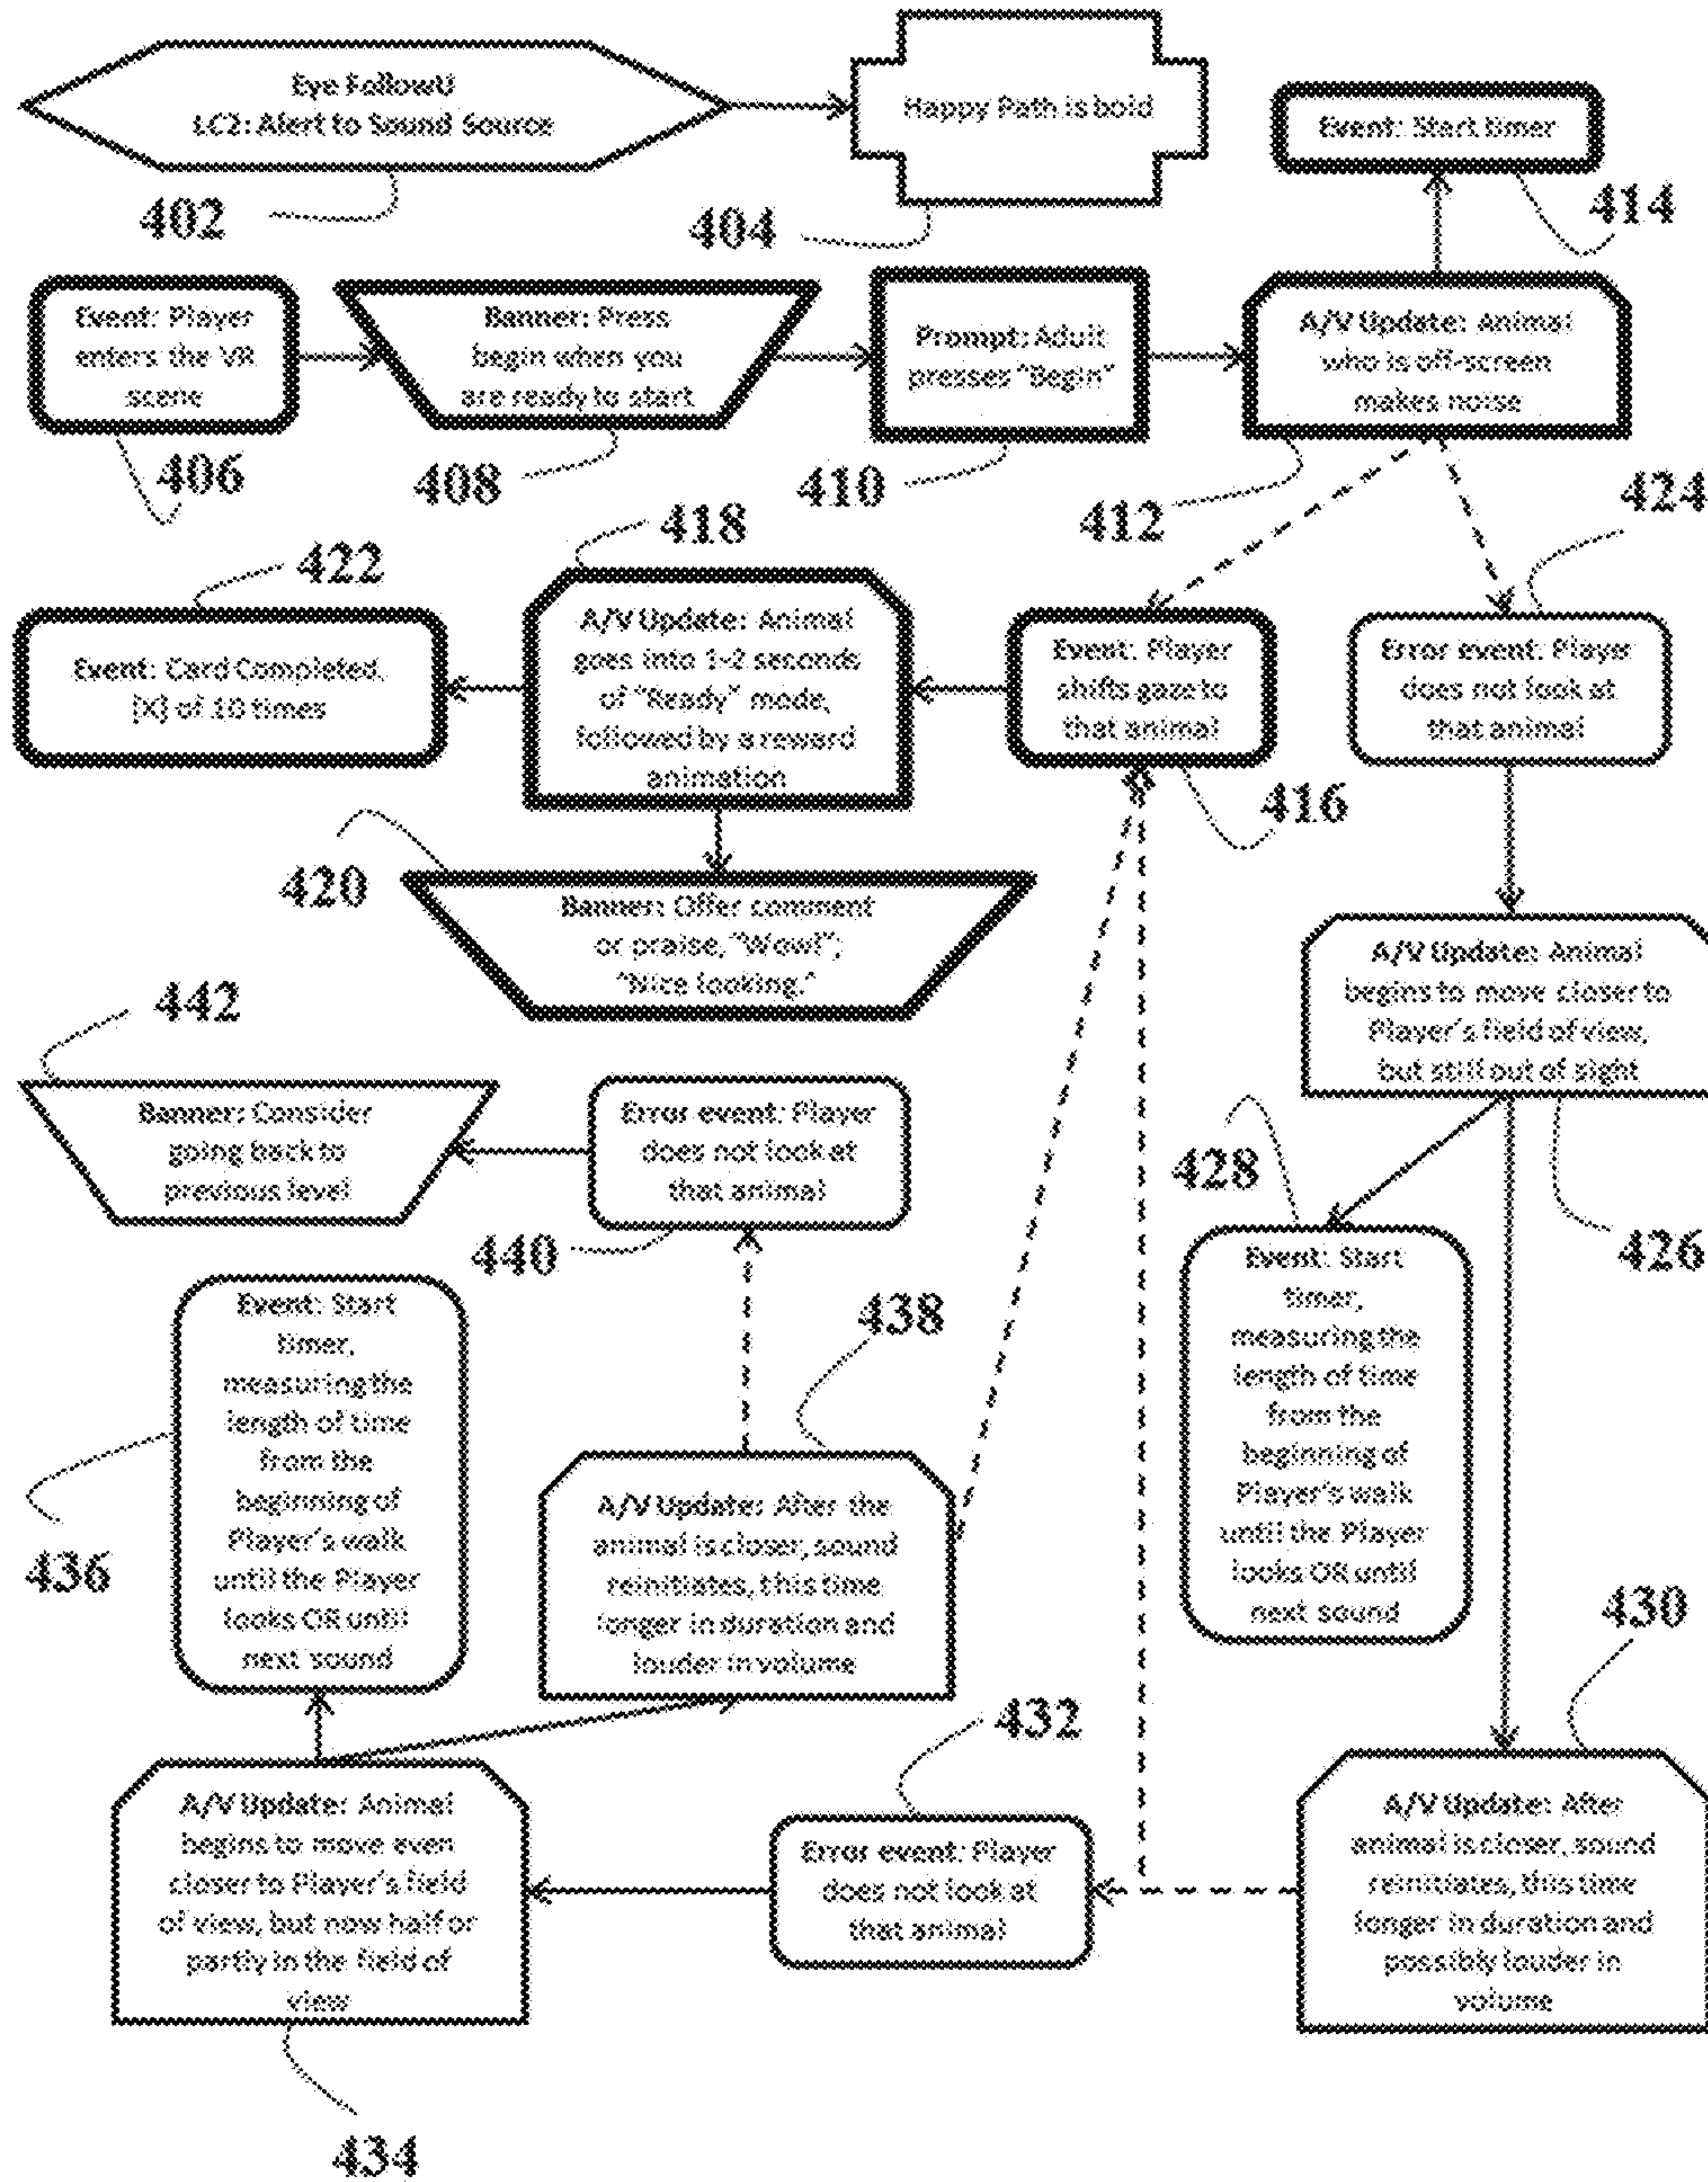 Eye FollowU
LC2: Alert to Sound Source
402
Happy Path is bold
404
Event: Start timer
414
Event: Player
enters the VR
scene
406
Banner: Press
begin when you
are ready to start
408
Prompt: Adult
presses "Begin"
410
A/V Update: Animal
who is off-screen
makes noise
412
424
418
422
Event: Card Completed.
[X] of 10 times
A/V Update: Animal
goes into 1-2 seconds
of "Ready" mode,
followed by a reward
animation
Event: Player
shifts gaze to
that animal
416
Error event: Player
does not look at
that animal
420
Banner: Offer comment
or praise, "Wow!",
"Nice looking."
A/V Update: Animal
begins to move closer to
Player's field of view,
but still out of sight
426
442
Banner: Consider
going back to
previous level
Error event: Player
does not look at
that animal
440
428
Event: Start
timer,
measuring the
length of time
from the
beginning of
Player's walk
until the Player
looks OR until
next sound
436
Event: Start
timer,
measuring the
length of time
from the
beginning of
Player's walk
until the Player
looks OR until
next sound
438
A/V Update: After the
animal is closer, sound
reinitiates, this time
longer in duration and
louder in volume
430
432
A/V Update: Animal
begins to move even
closer to Player's field
of view, but now half or
partly in the field of
view
434
Error event: Player
does not look at
that animal
A/V Update: After
animal is closer, sound
reinitiates, this time
longer in duration and
possibly louder in
volume